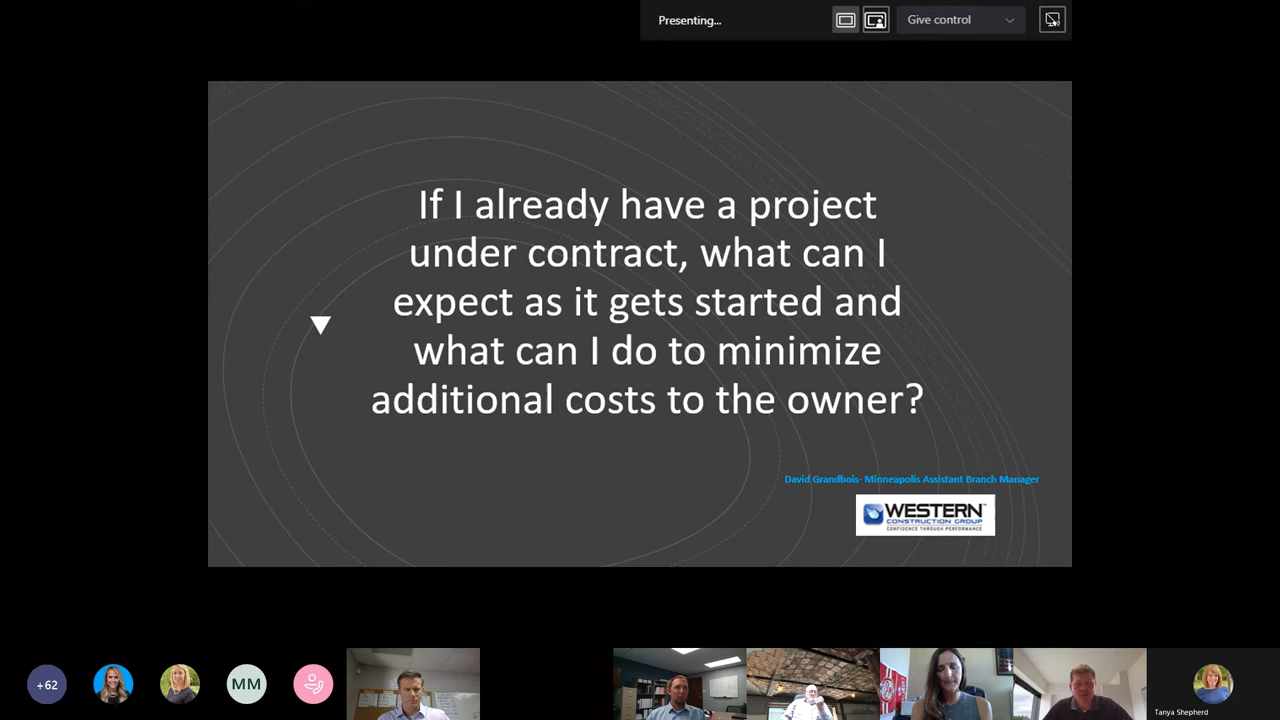 Presenting...
Give control
If I already have a project
under contract, what can I
expect as it gets started and
what can I do to minimize
additional costs to the owner?
David Grandbois- Minneapolis Assistant Branch Manager
WESTERN™
CONSTRUCTION GROUP
CONFIDENCE THROUGH PERFORMANCE
+62
MM
Tanya Shepherd